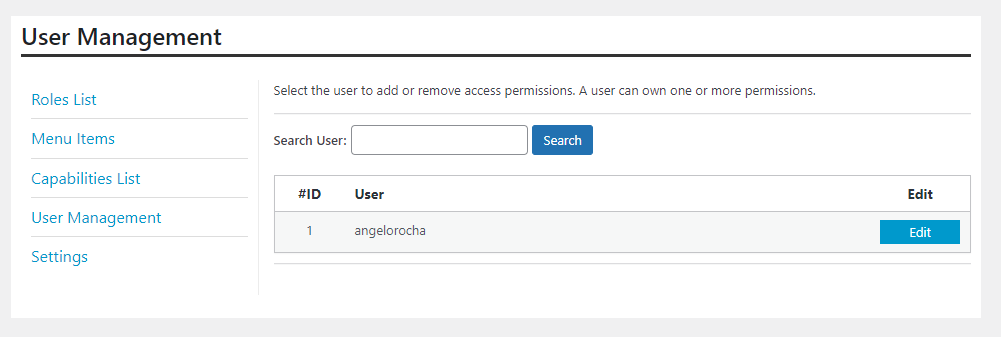 User Management
Roles List
Menu Items
Capabilities List
User Management
Settings
Select the user to add or remove access permissions. A user can own one or more permissions.
Search User: Search
#ID User Edit
1 angelorocha Edit